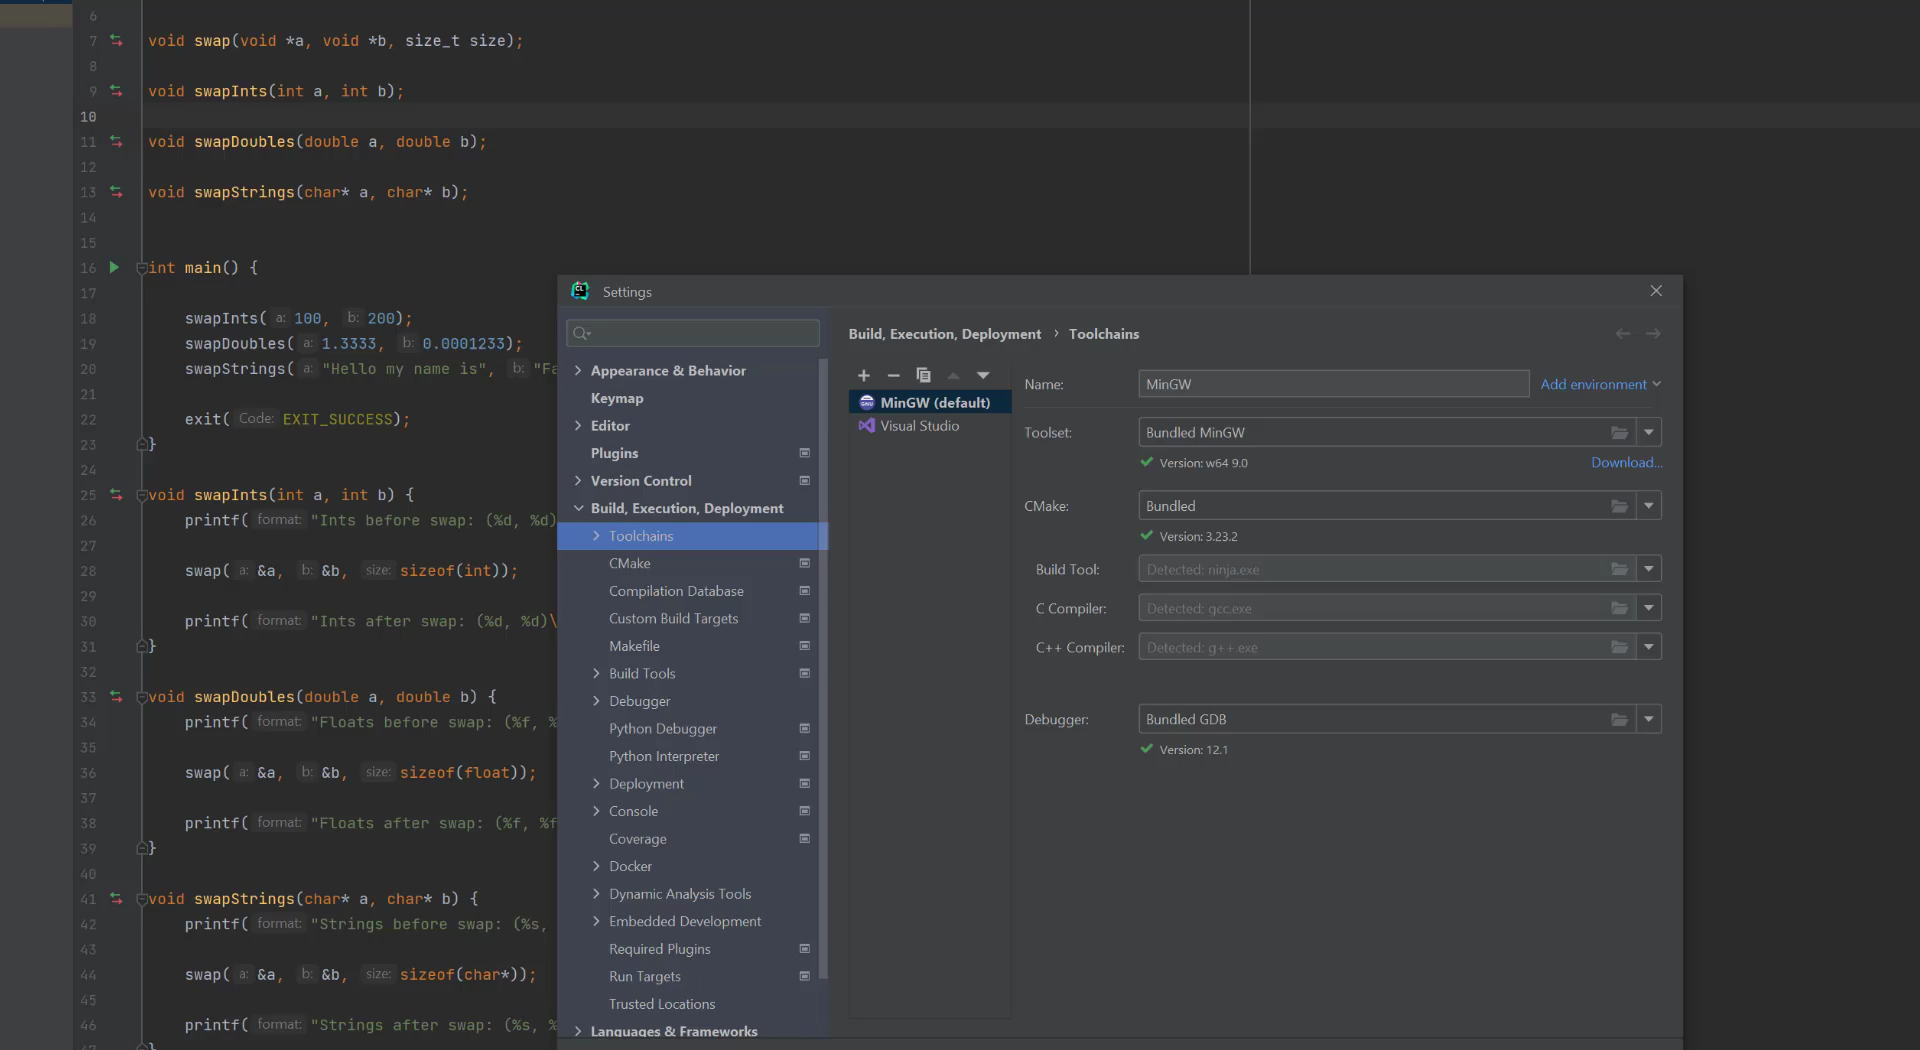 6
7 void swap(void *a, void *b, size_t size);
8
9 void swapInts(int a, int b);
10
11 void swapDoubles(double a, double b);
12
13 void swapStrings(char* a, char* b);
14
15
16 int main() {
17
18 swapInts( a: 100, b: 200);
19 swapDoubles( a: 1.3333, b: 0.0001233);
20 swapStrings( a: "Hello my name is", b: "Fa
21
22 exit( Code: EXIT_SUCCESS);
23 }
24
25 void swapInts(int a, int b) {
26 printf( format: "Ints before swap: (%d, %d)
27
28 swap( a: &a, b: &b, size: sizeof(int));
29
30 printf( format: "Ints after swap: (%d, %d)\
31 }
32
33 void swapDoubles(double a, double b) {
34 printf( format: "Floats before swap: (%f, %
35
36 swap( a: &a, b: &b, size: sizeof(float));
37
38 printf( format: "Floats after swap: (%f, %f
39 }
40
41 void swapStrings(char* a, char* b) {
42 printf( format: "Strings before swap: (%s,
43
44 swap( a: &a, b: &b, size: sizeof(char*));
45
46 printf( format: "Strings after swap: (%s, %
47 }
CL Settings
Appearance & Behavior
Keymap
Editor
Plugins
Version Control
Build, Execution, Deployment
Toolchains
CMake
Compilation Database
Custom Build Targets
Makefile
Build Tools
Debugger
Python Debugger
Python Interpreter
Deployment
Console
Coverage
Docker
Dynamic Analysis Tools
Embedded Development
Required Plugins
Run Targets
Trusted Locations
Languages & Frameworks
Build, Execution, Deployment › Toolchains
MinGW (default)
Visual Studio
Name: MinGW Add environment
Toolset: Bundled MinGW
Version: w64 9.0 Download...
CMake: Bundled
Version: 3.23.2
Build Tool: Detected: ninja.exe
C Compiler: Detected: gcc.exe
C++ Compiler: Detected: g++.exe
Debugger: Bundled GDB
Version: 12.1